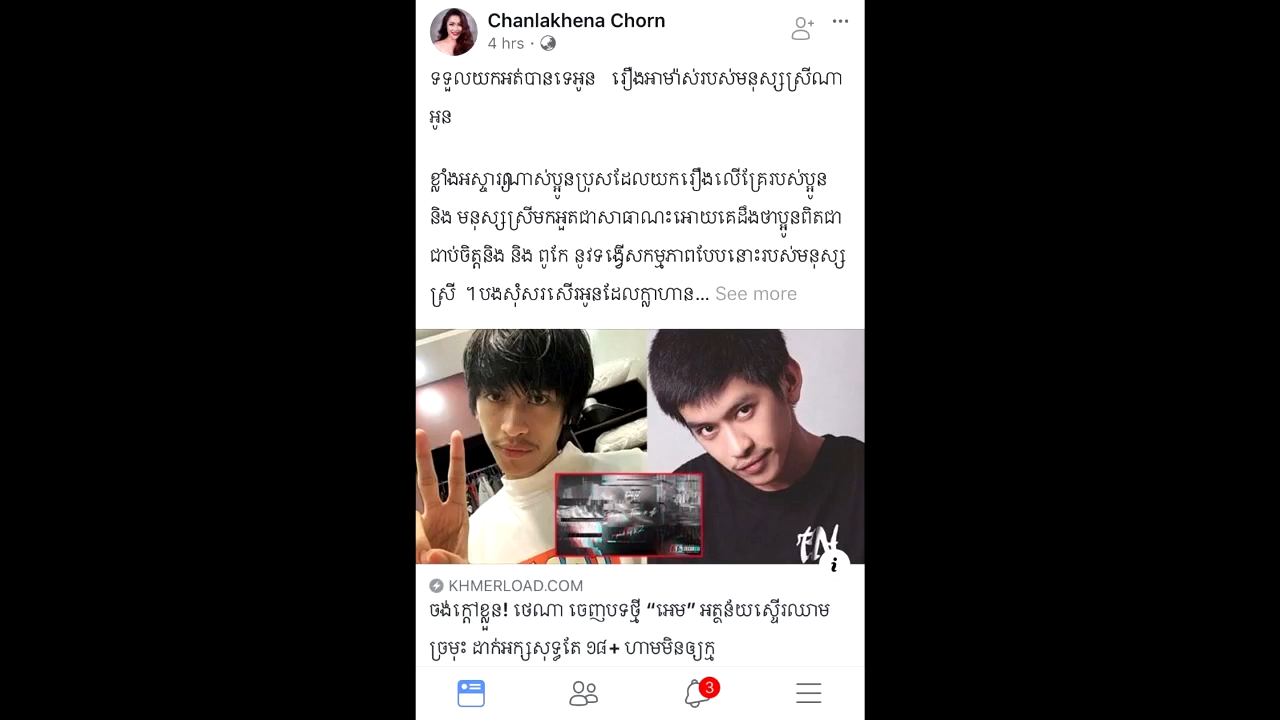 Chanlakhena Chorn
4 hrs ·
ទទួលយកអត់បានទេអូន រឿងអាម៉ាស់របស់មនុស្សស្រីណា
អូន
ខ្លាំងអស្ចារ្យណាស់ប្អូនប្រុសដែលយករឿងលើគ្រែរបស់ប្អូន
និង មនុស្សស្រីមកអួតជាសាធាណះអោយគេដឹងថាប្អូនពិតជា
ជាប់ចិត្តនិង និង ពូកែ នូវទង្វើសកម្មភាពបែបនោះរបស់មនុស្ស
ស្រី ។ បងសុំសរសើរអូនដែលក្លាហាន... See more
KHMERLOAD.COM
ចង់ក្ដៅខ្លួន! ថេណា ចេញបទថ្មី “អេម” អត្ថន័យស្ទើរឈាម
ច្រមុះ ដាក់អក្សសុទ្ធតែ ១៨+ ហាមមិនឲ្យក្ម
3